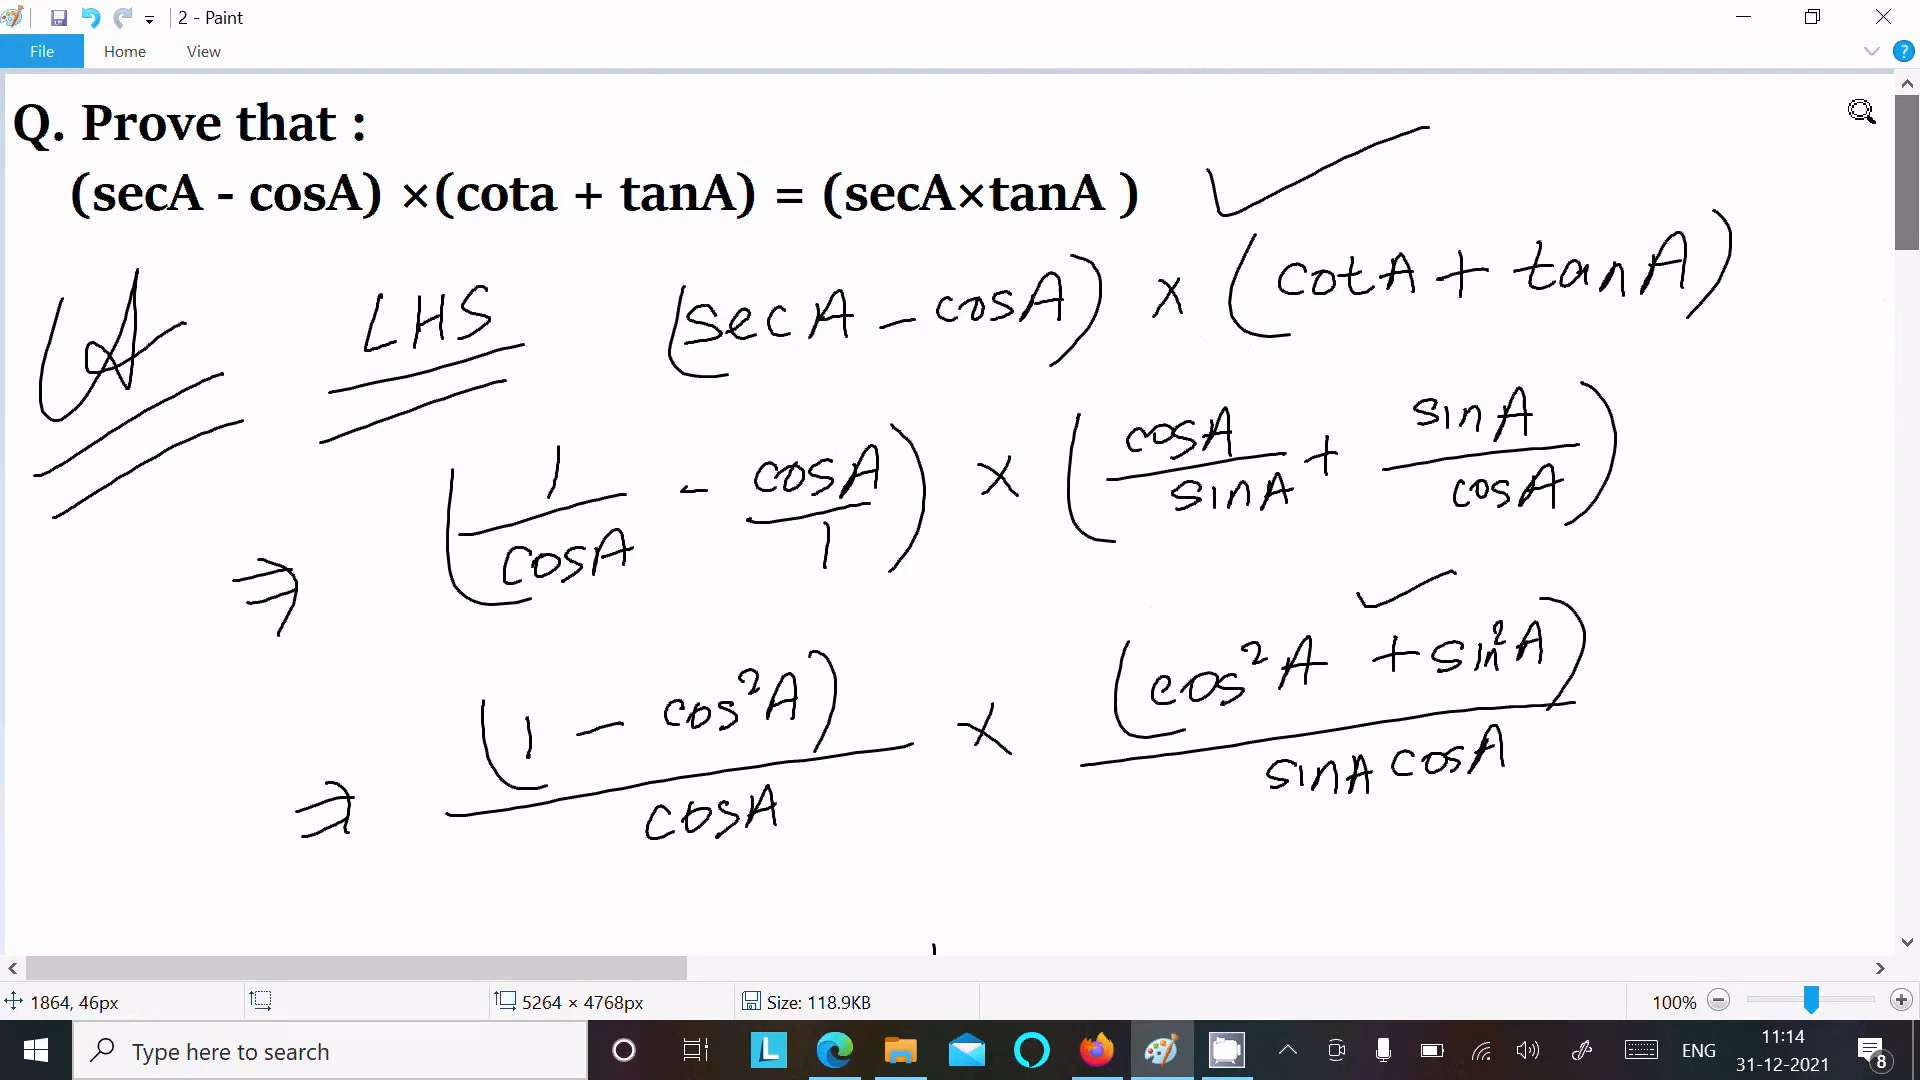 2 - Paint
File Home View
Q. Prove that :
(secA - cosA) ×(cota + tanA) = (secA×tanA )
LHS (secA - cosA) × (cotA + tanA)
⇒ (1/cosA - cosA/1) × (cosA/sinA + sinA/cosA)
⇒ (1 - cos²A)/cosA × (cos²A + sin²A)/sinA cosA
1864, 46px 5264 × 4768px Size: 118.9KB 100%
Type here to search L ENG 11:14
31-12-2021 8